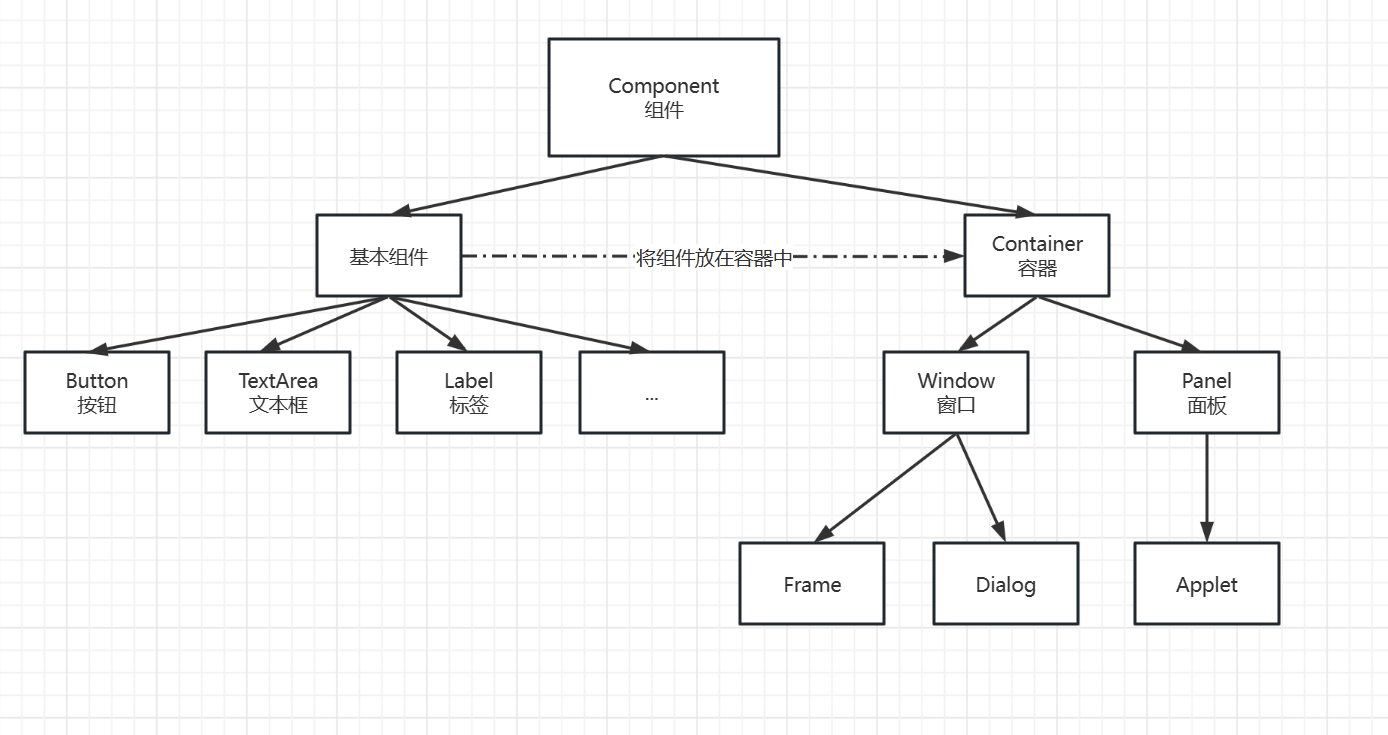 Component
组件
基本组件
将组件放在容器中
Container
容器
Button
按钮
TextArea
文本框
Label
标签
...
Window
窗口
Panel
面板
Frame
Dialog
Applet